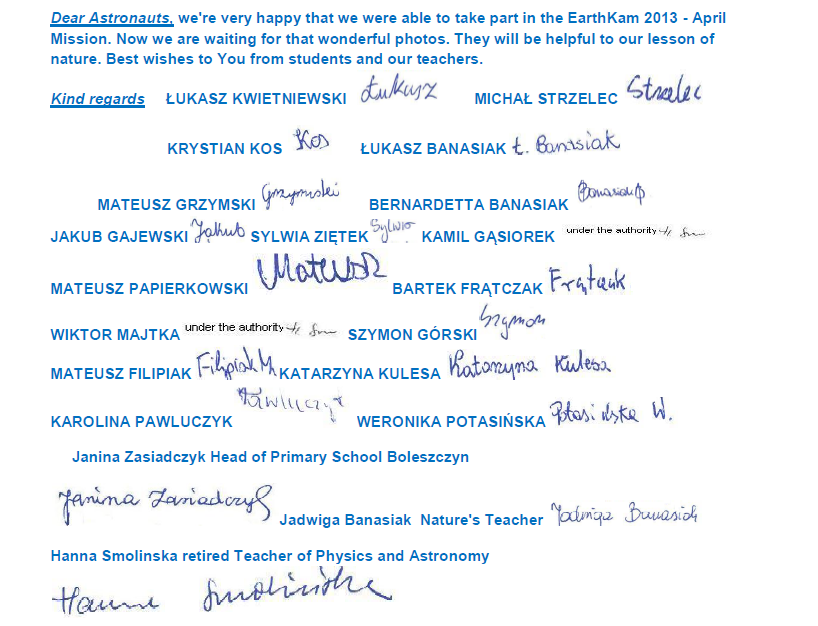 Dear Astronauts, we're very happy that we were able to take part in the EarthKam 2013 - April
Mission. Now we are waiting for that wonderful photos. They will be helpful to our lesson of
nature. Best wishes to You from students and our teachers.
Kind regards ŁUKASZ KWIETNIEWSKI Łukasz MICHAŁ STRZELEC Strzelec
KRYSTIAN KOS Kos ŁUKASZ BANASIAK Ł. Banasiak
MATEUSZ GRZYMSKI Grzymski BERNARDETTA BANASIAK Banasiak B
JAKUB GAJEWSKI Jakub SYLWIA ZIĘTEK Sylwia KAMIL GĄSIOREK under the authority
MATEUSZ PAPIERKOWSKI Mateusz BARTEK FRĄTCZAK Frątczak
WIKTOR MAJTKA under the authority SZYMON GÓRSKI Szymon
MATEUSZ FILIPIAK Filipiak M KATARZYNA KULESA Katarzyna Kulesa
KAROLINA PAWLUCZYK Pawluczyk WERONIKA POTASIŃSKA Potasińska W.
Janina Zasiadczyk Head of Primary School Boleszczyn
Janina Zasiadczyk Jadwiga Banasiak Nature's Teacher Jadwiga Banasiak
Hanna Smolinska retired Teacher of Physics and Astronomy
Hanna Smolińska